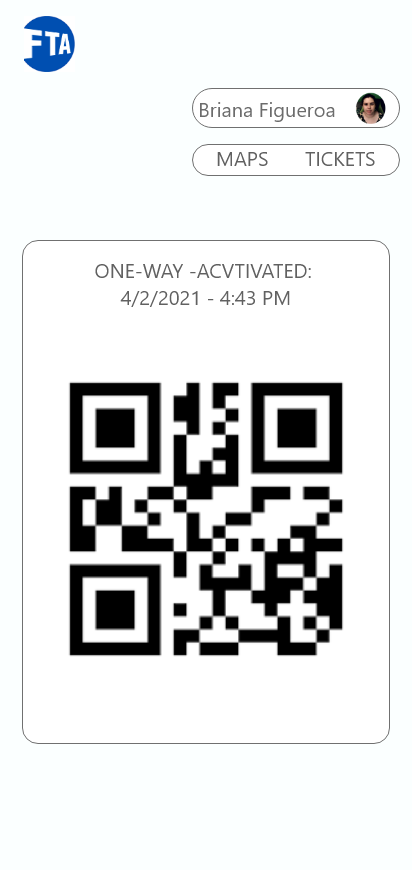 FTA
Briana Figueroa
MAPS TICKETS
ONE-WAY -ACVTIVATED:
4/2/2021 - 4:43 PM